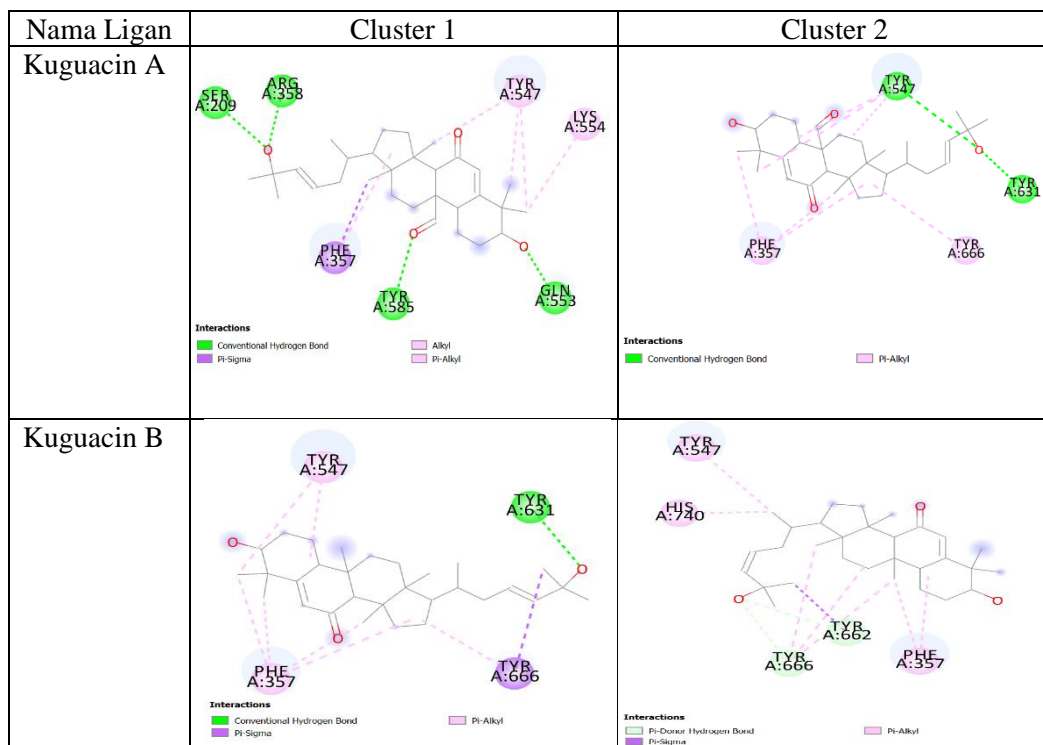 Nama Ligan
Cluster 1
Cluster 2
Kuguacin A
SER
A:209
ARG
A:358
TYR
A:547
LYS
A:554
O
O
O
O
PHE
A:357
TYR
A:585
GLN
A:553
Interactions
Conventional Hydrogen Bond
Pi-Sigma
Alkyl
Pi-Alkyl
TYR
A:547
O
O
O
O
TYR
A:631
PHE
A:357
TYR
A:666
Interactions
Conventional Hydrogen Bond
Pi-Alkyl
Kuguacin B
TYR
A:547
TYR
A:631
O
O
O
PHE
A:357
TYR
A:666
Interactions
Conventional Hydrogen Bond
Pi-Sigma
Pi-Alkyl
TYR
A:547
HIS
A:740
O
O
O
TYR
A:662
TYR
A:666
PHE
A:357
Interactions
Pi-Donor Hydrogen Bond
Pi-Sigma
Pi-Alkyl